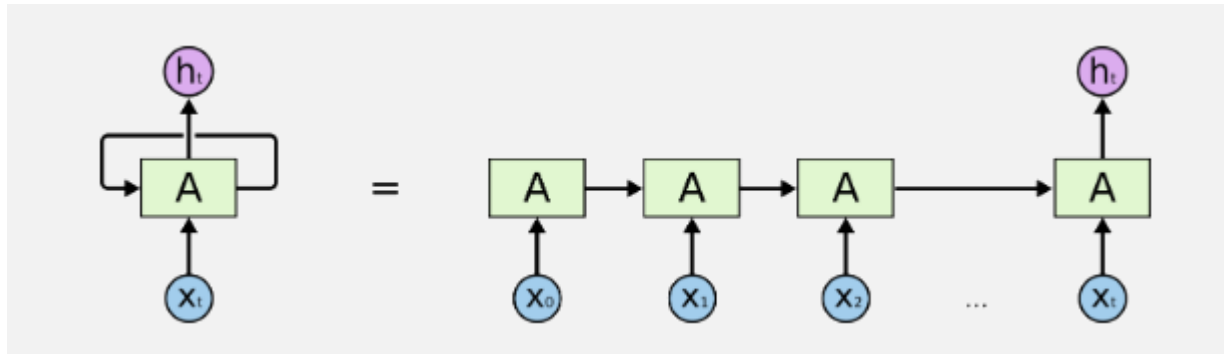 hₜ hₜ
A = A A A A
xₜ x₀ x₁ x₂ ... xₜ